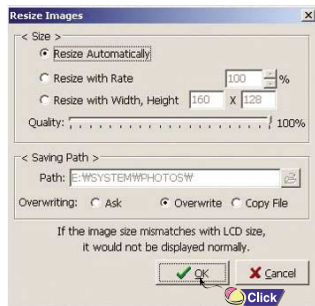 Resize Images
< Size >
Resize Automatically
Resize with Rate 100 %
Resize with Width, Height 160 X 128
Quality: 100%
< Saving Path >
Path: E:₩SYSTEM₩PHOTOS₩
Overwriting: Ask Overwrite Copy File
If the image size mismatches with LCD size,
it would not be displayed normally.
OK Cancel
Click